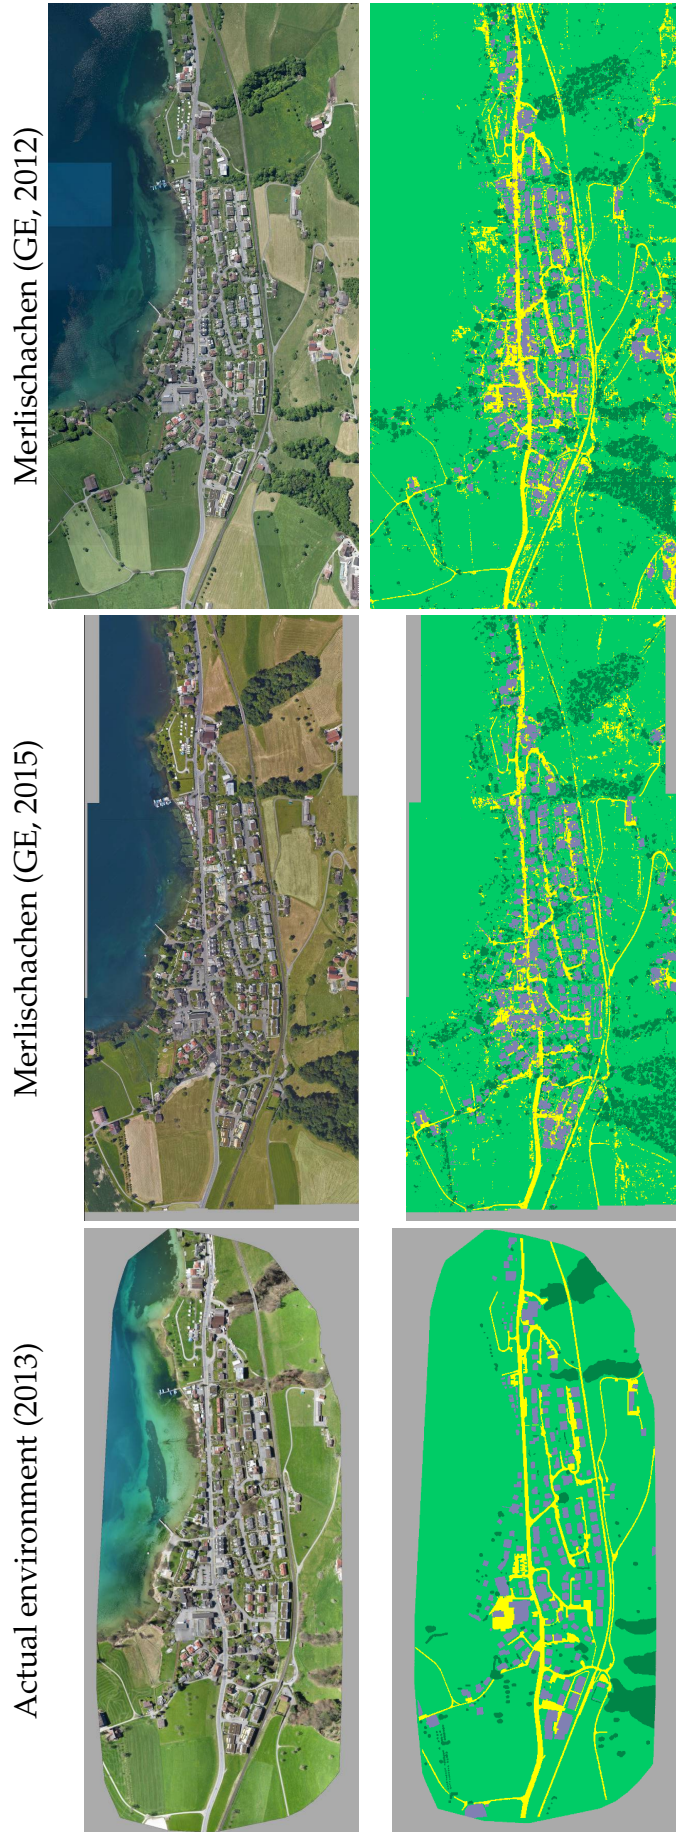 Merlischachen (GE, 2012)
Merlischachen (GE, 2015)
Actual environment (2013)